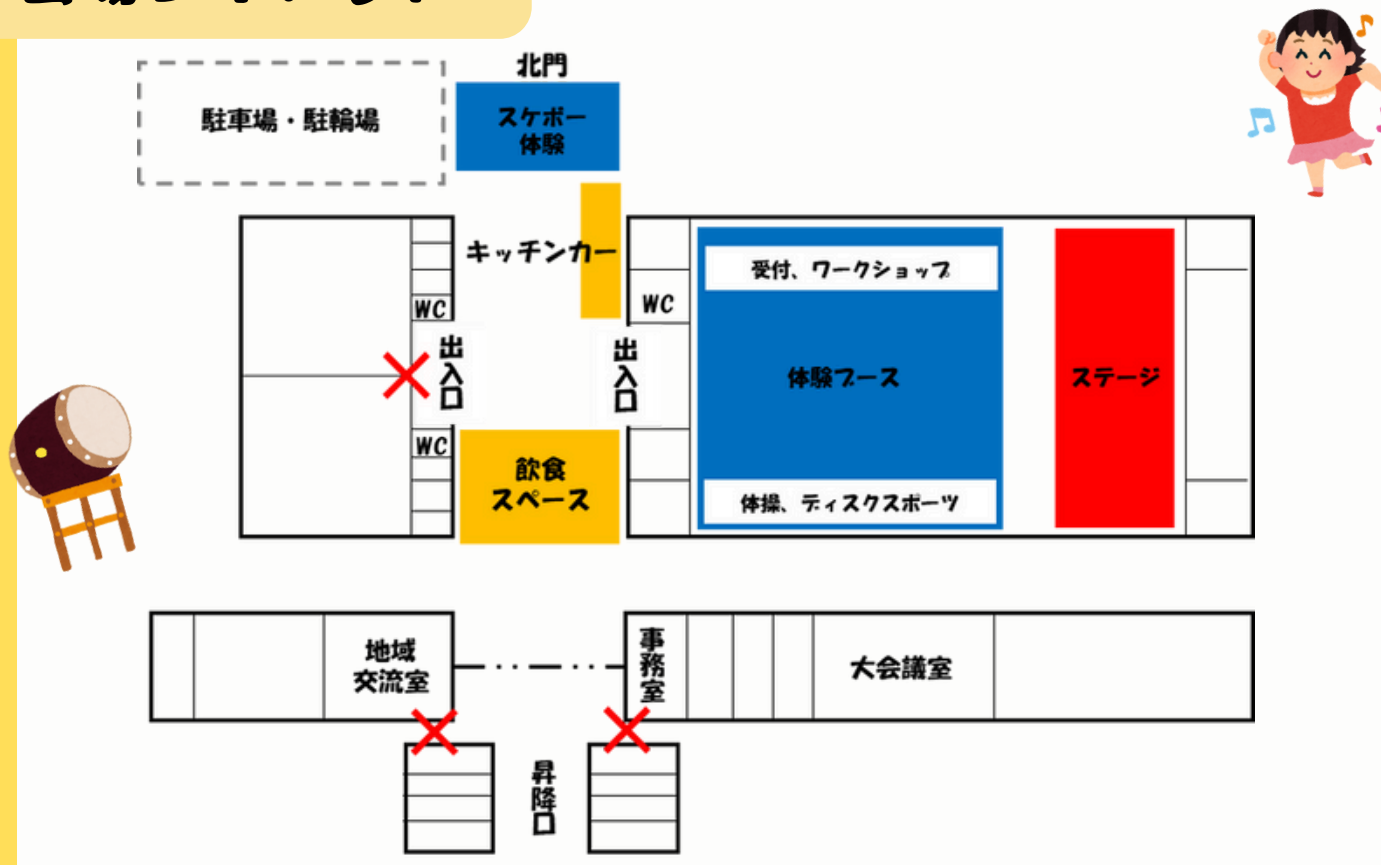 北門
駐車場・駐輪場
スケボー
体験
キッチンカー
受付、ワークショップ
WC
WC
出入口
出入口
体験ブース
ステージ
WC
飲食
スペース
体操、ディスクスポーツ
地域
交流室
事務室
大会議室
昇降口